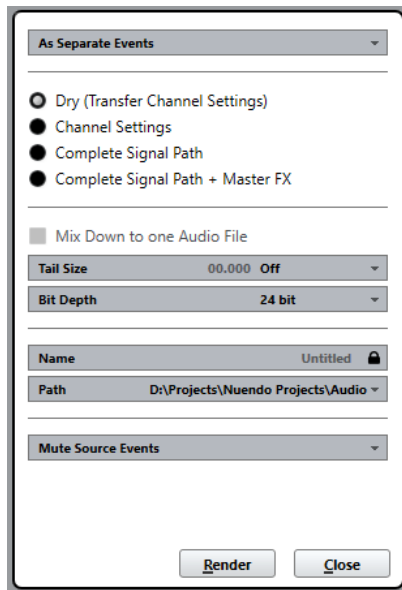 As Separate Events
Dry (Transfer Channel Settings)
Channel Settings
Complete Signal Path
Complete Signal Path + Master FX
Mix Down to one Audio File
Tail Size 00.000 Off
Bit Depth 24 bit
Name Untitled
Path D:\Projects\Nuendo Projects\Audio
Mute Source Events
Render Close